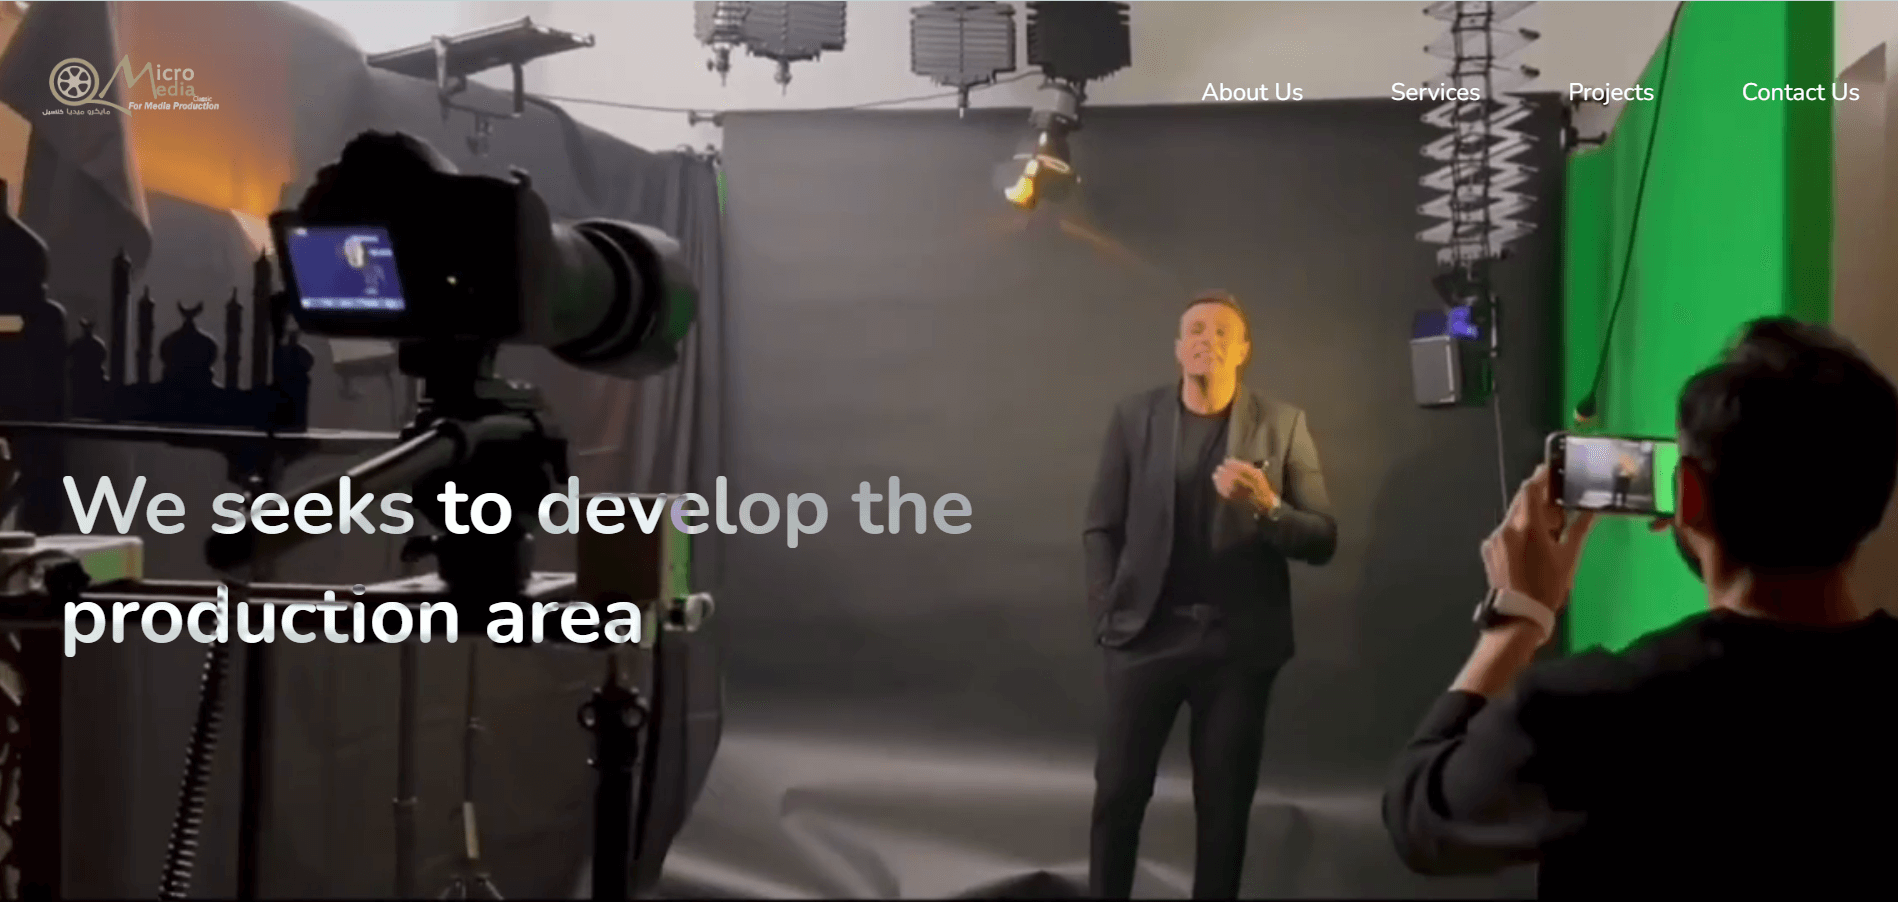 Micro
Media
Classic
For Media Production
مايكرو ميديا كلاسيك
About Us
Services
Projects
Contact Us
We seeks to develop the
production area